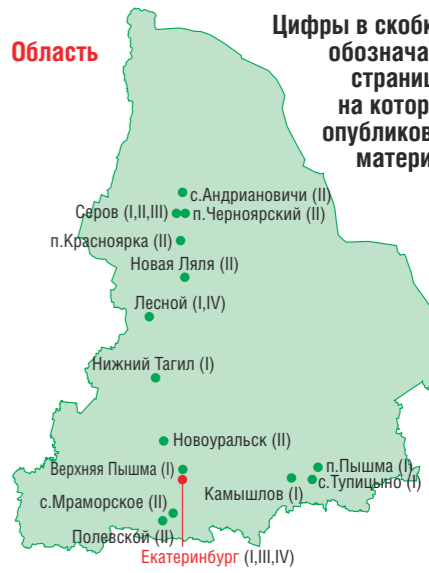 Область
Цифры в скобк
обознача
страниц
на котор
опубликов
матери
с.Андриановичи (II)
Серов (I,II,III)
п.Черноярский (II)
п.Красноярка (II)
Новая Ляля (II)
Лесной (I,IV)
Нижний Тагил (I)
Новоуральск (II)
Верхняя Пышма (I)
п.Пышма (I)
Камышлов (I)
с.Тупицыно (I)
с.Мраморское (II)
Полевской (II)
Екатеринбург (I,III,IV)